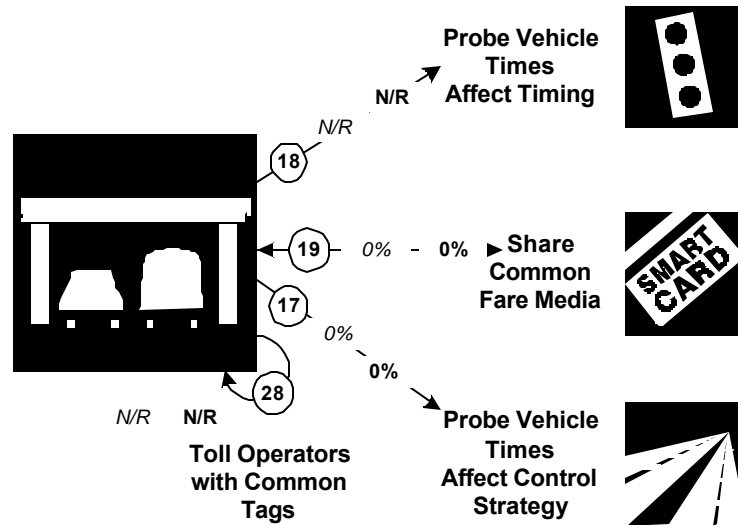 Probe Vehicle
Times
Affect Timing
N/R
N/R
18
19
0%
0%
Share
Common
Fare Media
SMART
CARD
17
0%
0%
28
N/R
N/R
Toll Operators
with Common
Tags
Probe Vehicle
Times
Affect Control
Strategy